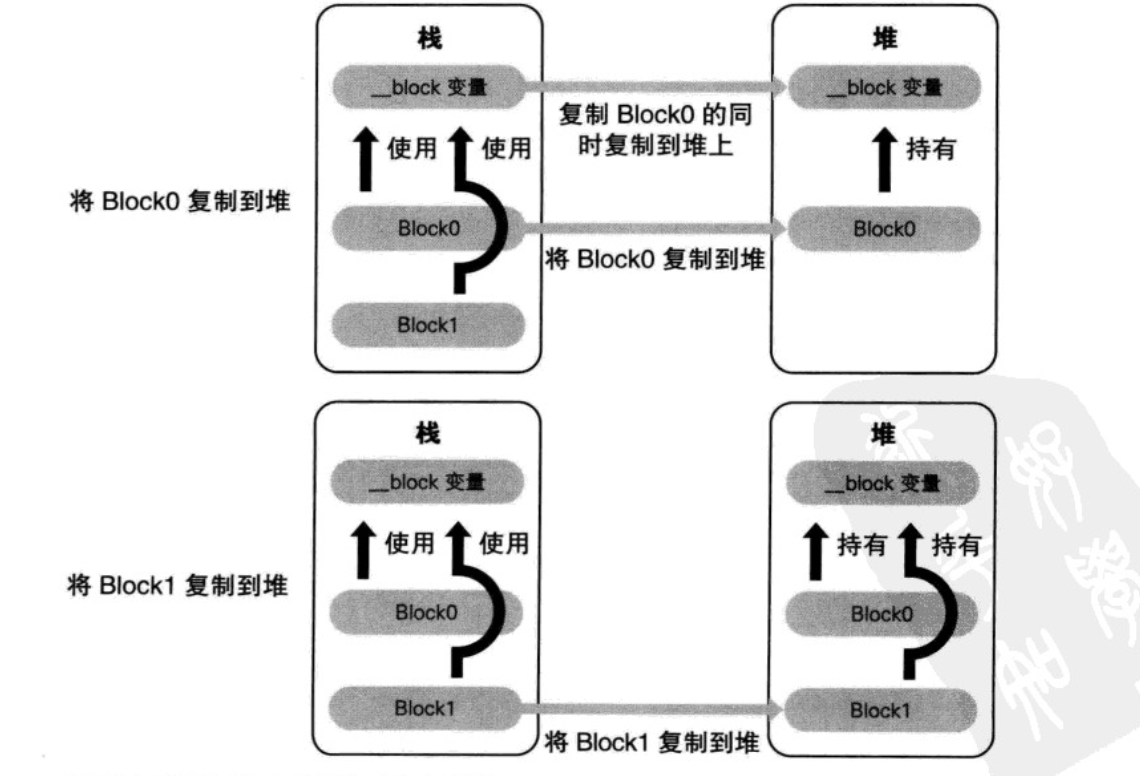 栈
堆
__block 变量
__block 变量
复制 Block0 的同
时复制到堆上
使用
使用
持有
将 Block0 复制到堆
Block0
Block0
将 Block0 复制到堆
Block1
栈
堆
__block 变量
__block 变量
使用
使用
持有
持有
将 Block1 复制到堆
Block0
Block0
Block1
Block1
将 Block1 复制到堆